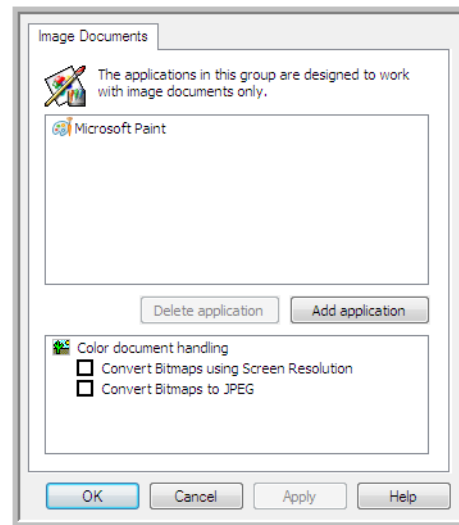 Image Documents
The applications in this group are designed to work
with image documents only.
Microsoft Paint
Delete application
Add application
Color document handling
Convert Bitmaps using Screen Resolution
Convert Bitmaps to JPEG
OK
Cancel
Apply
Help